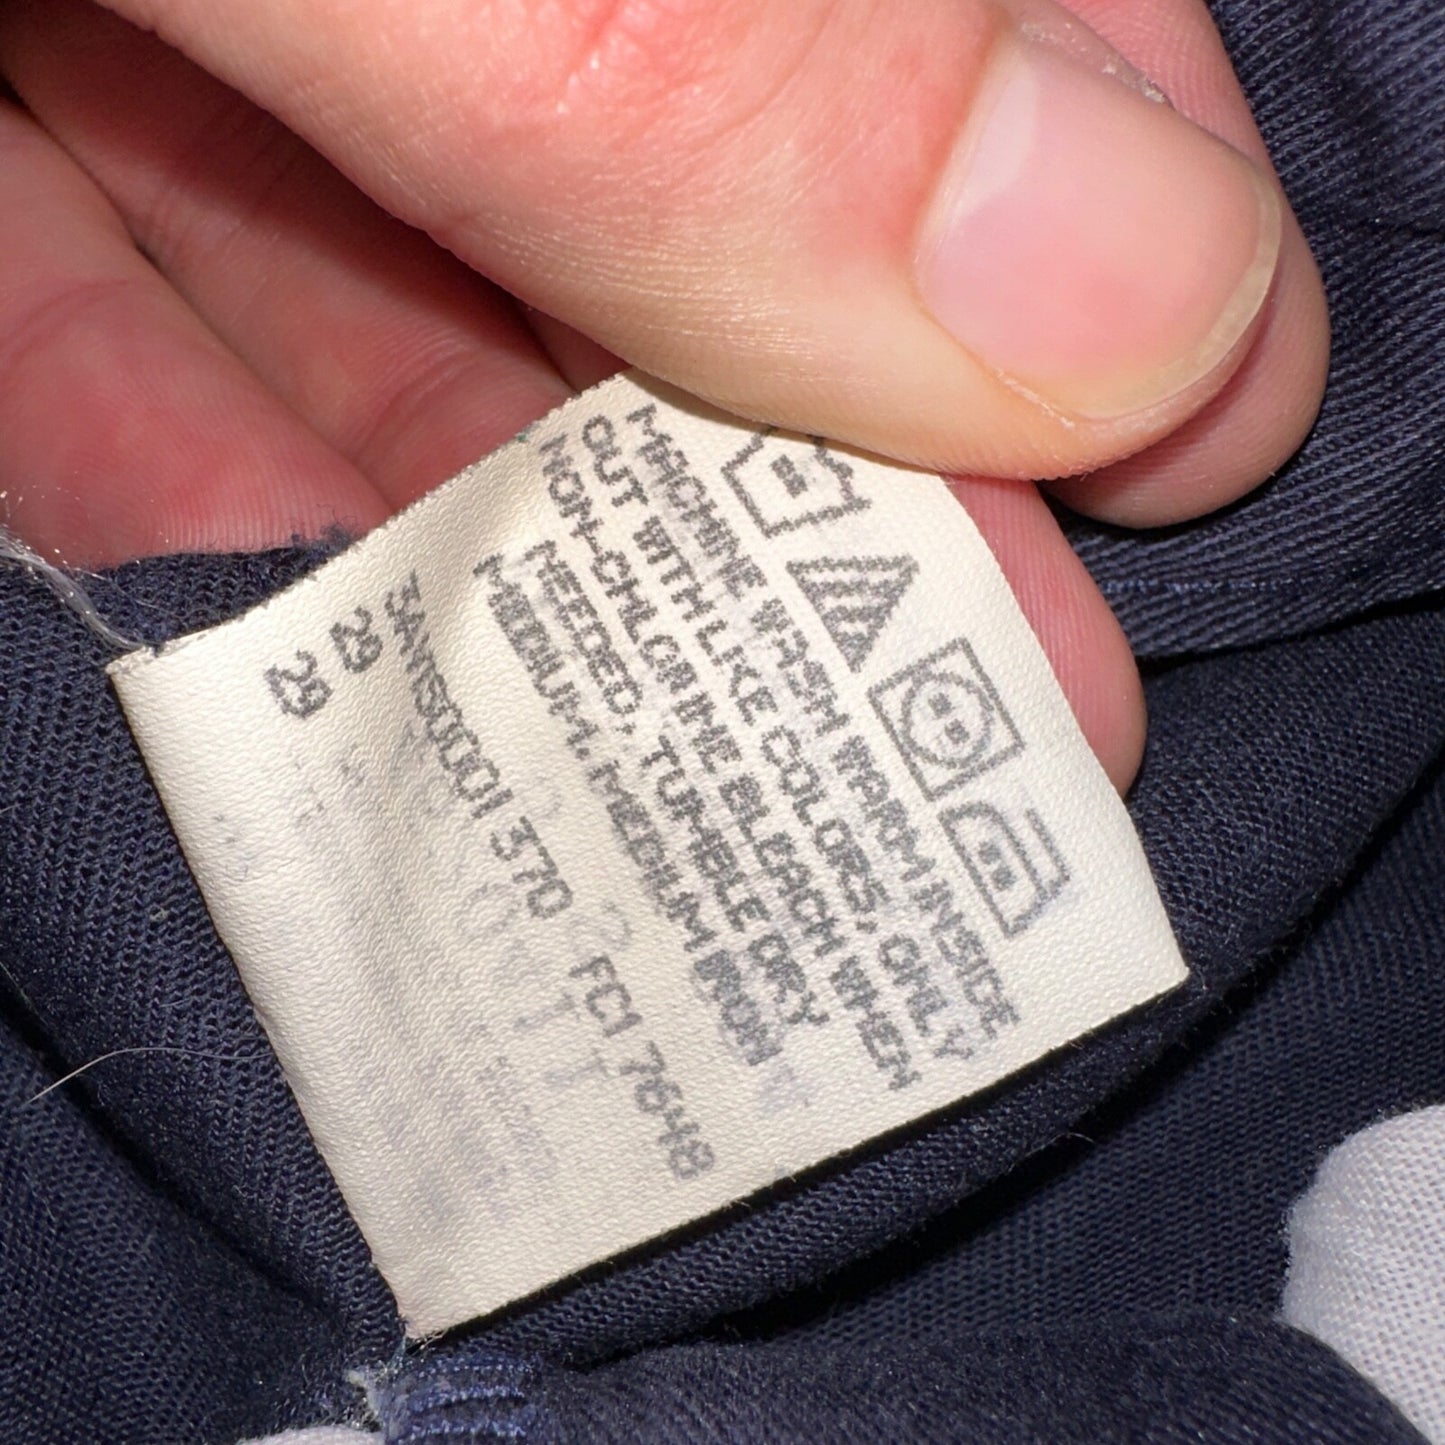 MACHINE WASH WARM INSIDE
OUT WITH LIKE COLORS, ONLY
NON-CHLORINE BLEACH WHEN
NEEDED, TUMBLE DRY
MEDIUM, MEDIUM IRON
370 FC1 7648
29
29